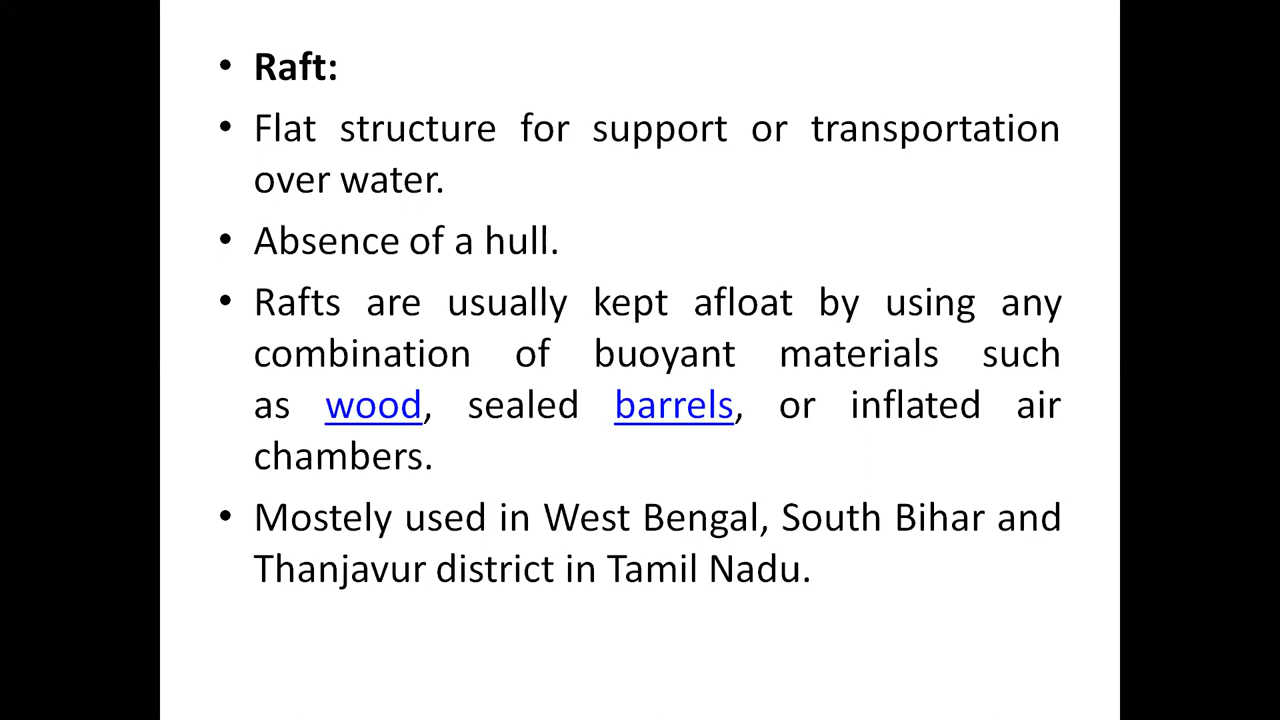 • Raft:
• Flat structure for support or transportation
over water.
• Absence of a hull.
• Rafts are usually kept afloat by using any
combination of buoyant materials such
as wood, sealed barrels, or inflated air
chambers.
• Mostely used in West Bengal, South Bihar and
Thanjavur district in Tamil Nadu.